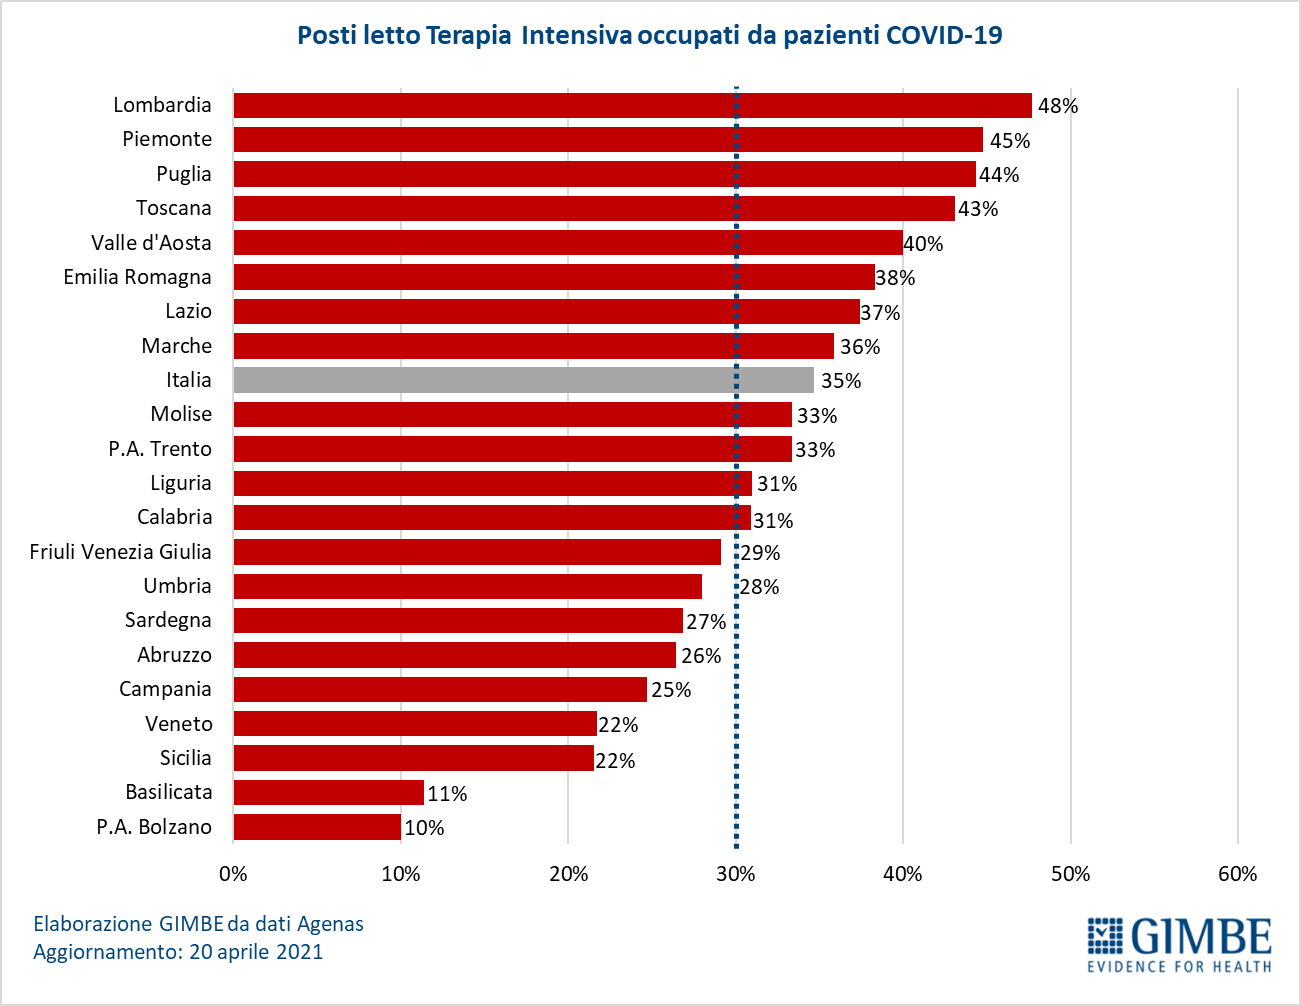 Posti letto Terapia Intensiva occupati da pazienti COVID-19
Lombardia 48%
Piemonte 45%
Puglia 44%
Toscana 43%
Valle d'Aosta 40%
Emilia Romagna 38%
Lazio 37%
Marche 36%
Italia 35%
Molise 33%
P.A. Trento 33%
Liguria 31%
Calabria 31%
Friuli Venezia Giulia 29%
Umbria 28%
Sardegna 27%
Abruzzo 26%
Campania 25%
Veneto 22%
Sicilia 22%
Basilicata 11%
P.A. Bolzano 10%
0% 10% 20% 30% 40% 50% 60%
Elaborazione GIMBE da dati Agenas
Aggiornamento: 20 aprile 2021
GIMBE
EVIDENCE FOR HEALTH